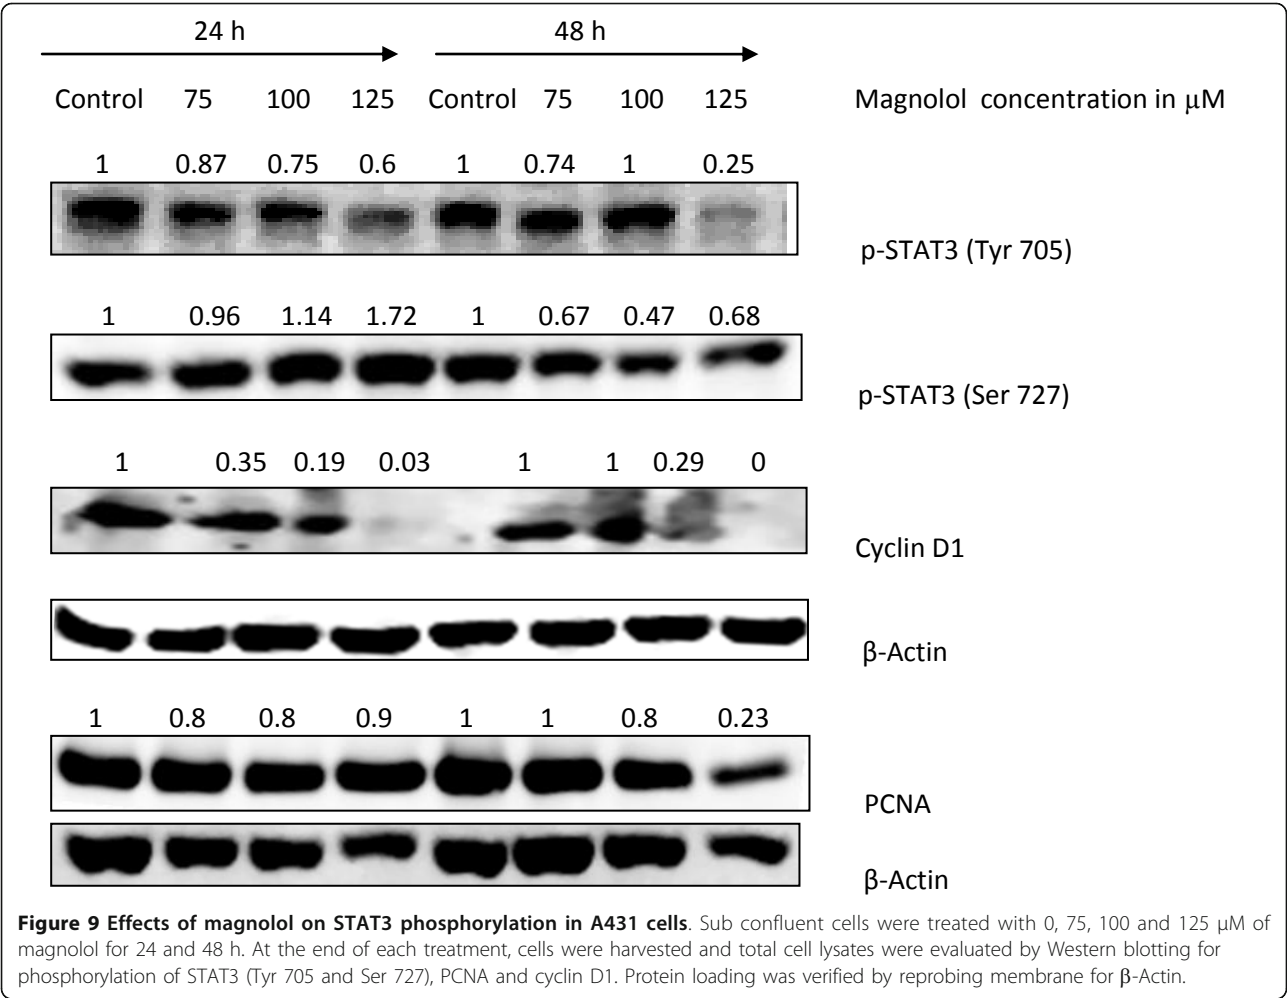 24 h 48 h
Control 75 100 125 Control 75 100 125 Magnolol concentration in μM
1 0.87 0.75 0.6 1 0.74 1 0.25
p-STAT3 (Tyr 705)
1 0.96 1.14 1.72 1 0.67 0.47 0.68
p-STAT3 (Ser 727)
1 0.35 0.19 0.03 1 1 0.29 0
Cyclin D1
β-Actin
1 0.8 0.8 0.9 1 1 0.8 0.23
PCNA
β-Actin
Figure 9 Effects of magnolol on STAT3 phosphorylation in A431 cells. Sub confluent cells were treated with 0, 75, 100 and 125 μM of
magnolol for 24 and 48 h. At the end of each treatment, cells were harvested and total cell lysates were evaluated by Western blotting for
phosphorylation of STAT3 (Tyr 705 and Ser 727), PCNA and cyclin D1. Protein loading was verified by reprobing membrane for β-Actin.